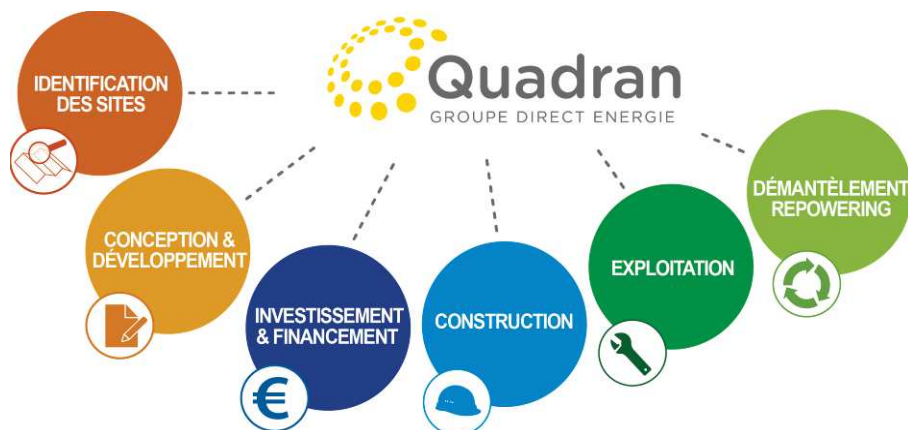 Quadran
GROUPE DIRECT ENERGIE
IDENTIFICATION
DES SITES
CONCEPTION &
DÉVELOPPEMENT
INVESTISSEMENT
& FINANCEMENT
€
CONSTRUCTION
EXPLOITATION
DÉMANTÈLEMENT
REPOWERING